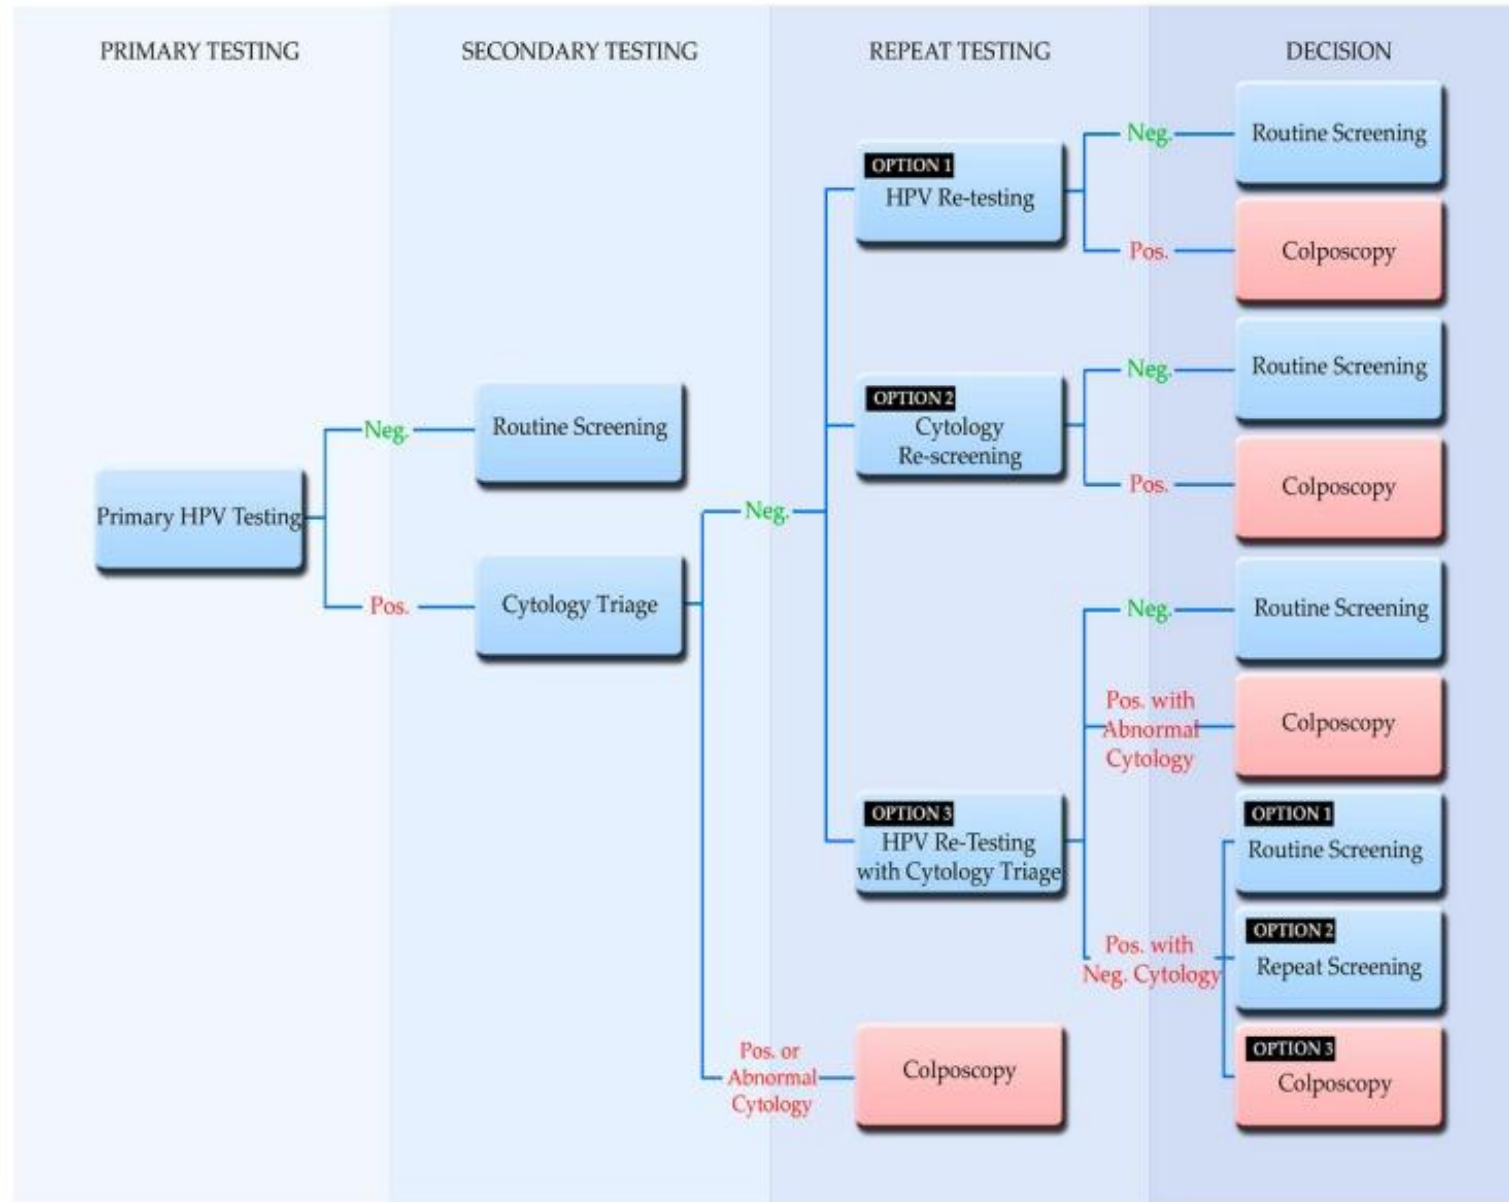 PRIMARY TESTING
SECONDARY TESTING
REPEAT TESTING
DECISION
Primary HPV Testing
Neg.
Routine Screening
Pos.
Cytology Triage
Neg.
OPTION 1
HPV Re-testing
Neg.
Routine Screening
Pos.
Colposcopy
OPTION 2
Cytology
Re-screening
Neg.
Routine Screening
Pos.
Colposcopy
OPTION 3
HPV Re-Testing
with Cytology Triage
Neg.
Routine Screening
Pos. with
Abnormal
Cytology
Colposcopy
Pos. with
Neg. Cytology
OPTION 1
Routine Screening
OPTION 2
Repeat Screening
OPTION 3
Colposcopy
Pos. or
Abnormal
Cytology
Colposcopy